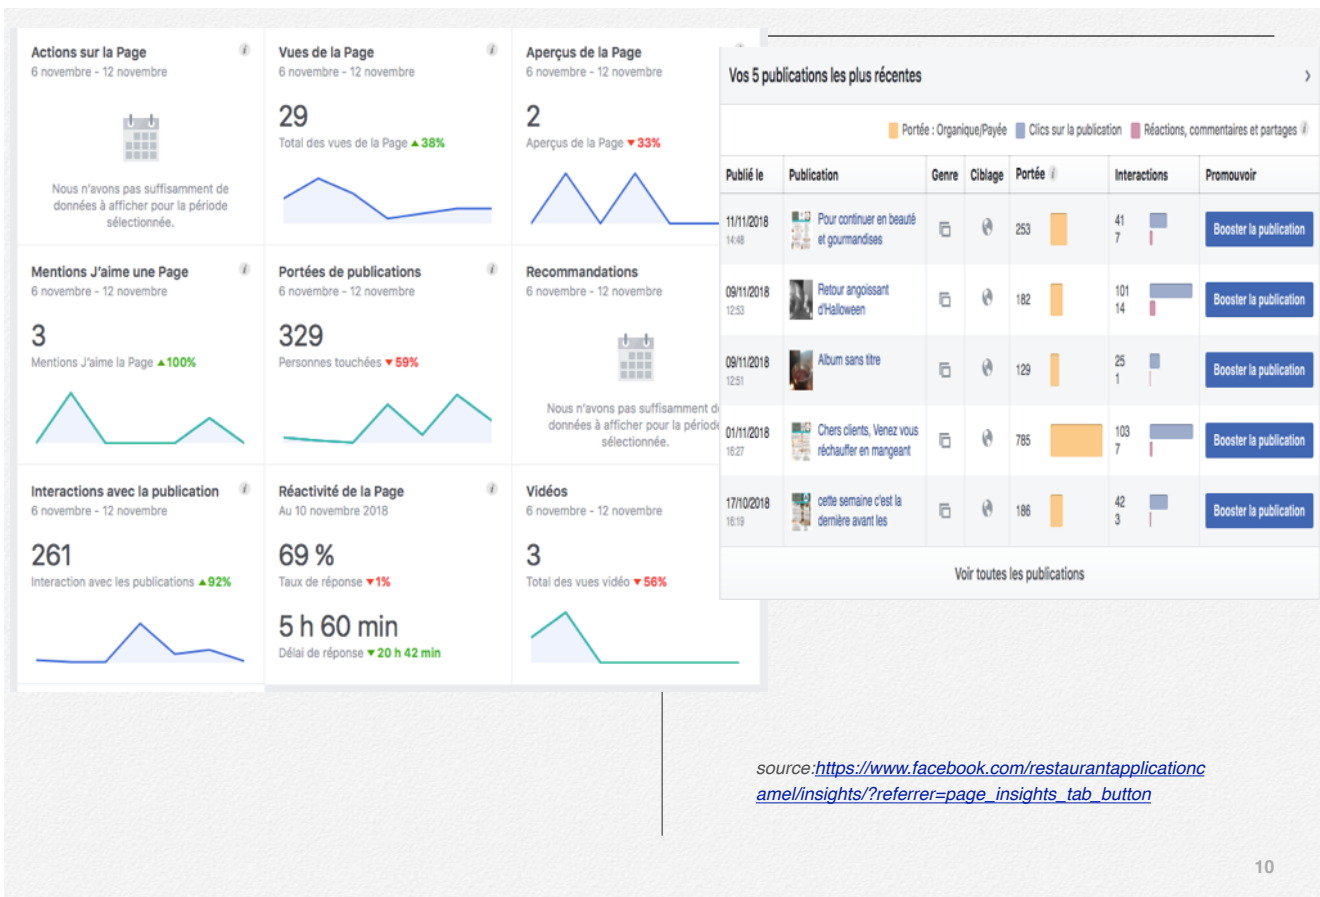 Actions sur la Page
6 novembre - 12 novembre
Nous n'avons pas suffisamment de
données à afficher pour la période
sélectionnée.
Vues de la Page
6 novembre - 12 novembre
29
Total des vues de la Page ▲38%
Aperçus de la Page
6 novembre - 12 novembre
2
Aperçus de la Page ▼33%
Mentions J'aime une Page
6 novembre - 12 novembre
3
Mentions J'aime la Page ▲100%
Portées de publications
6 novembre - 12 novembre
329
Personnes touchées ▼59%
Recommandations
6 novembre - 12 novembre
Nous n'avons pas suffisamment
données à afficher pour la période
sélectionnée.
Interactions avec la publication
6 novembre - 12 novembre
261
Interaction avec les publications ▲92%
Réactivité de la Page
Au 10 novembre 2018
69 %
Taux de réponse ▼1%
5 h 60 min
Délai de réponse ▼20 h 42 min
Vidéos
6 novembre - 12 novembre
3
Total des vues vidéo ▼56%
Vos 5 publications les plus récentes
Portée : Organique/Payée Clics sur la publication Réactions, commentaires et partages
Publié le Publication Genre Ciblage Portée Interactions Promouvoir
11/11/2018 Pour continuer en beauté 41
14:48 et gourmandises 253 7 Booster la publication
09/11/2018 Retour angoissant 101
12:53 d'Halloween 182 14 Booster la publication
09/11/2018 Album sans titre 25
12:51 129 1 Booster la publication
01/11/2018 Chers clients, Venez vous 103
16:27 réchauffer en mangeant 785 7 Booster la publication
17/10/2018 cette semaine c'est la 42
16:19 dernière avant les 186 3 Booster la publication
Voir toutes les publications
source:https://www.facebook.com/restaurantapplicationc
amel/insights/?referrer=page_insights_tab_button
10